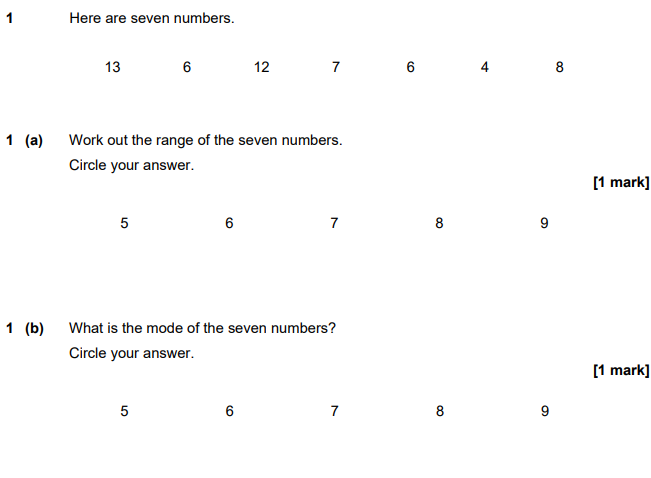 1 Here are seven numbers.
13 6 12 7 6 4 8
1 (a) Work out the range of the seven numbers.
Circle your answer.
[1 mark]
5 6 7 8 9
1 (b) What is the mode of the seven numbers?
Circle your answer.
[1 mark]
5 6 7 8 9